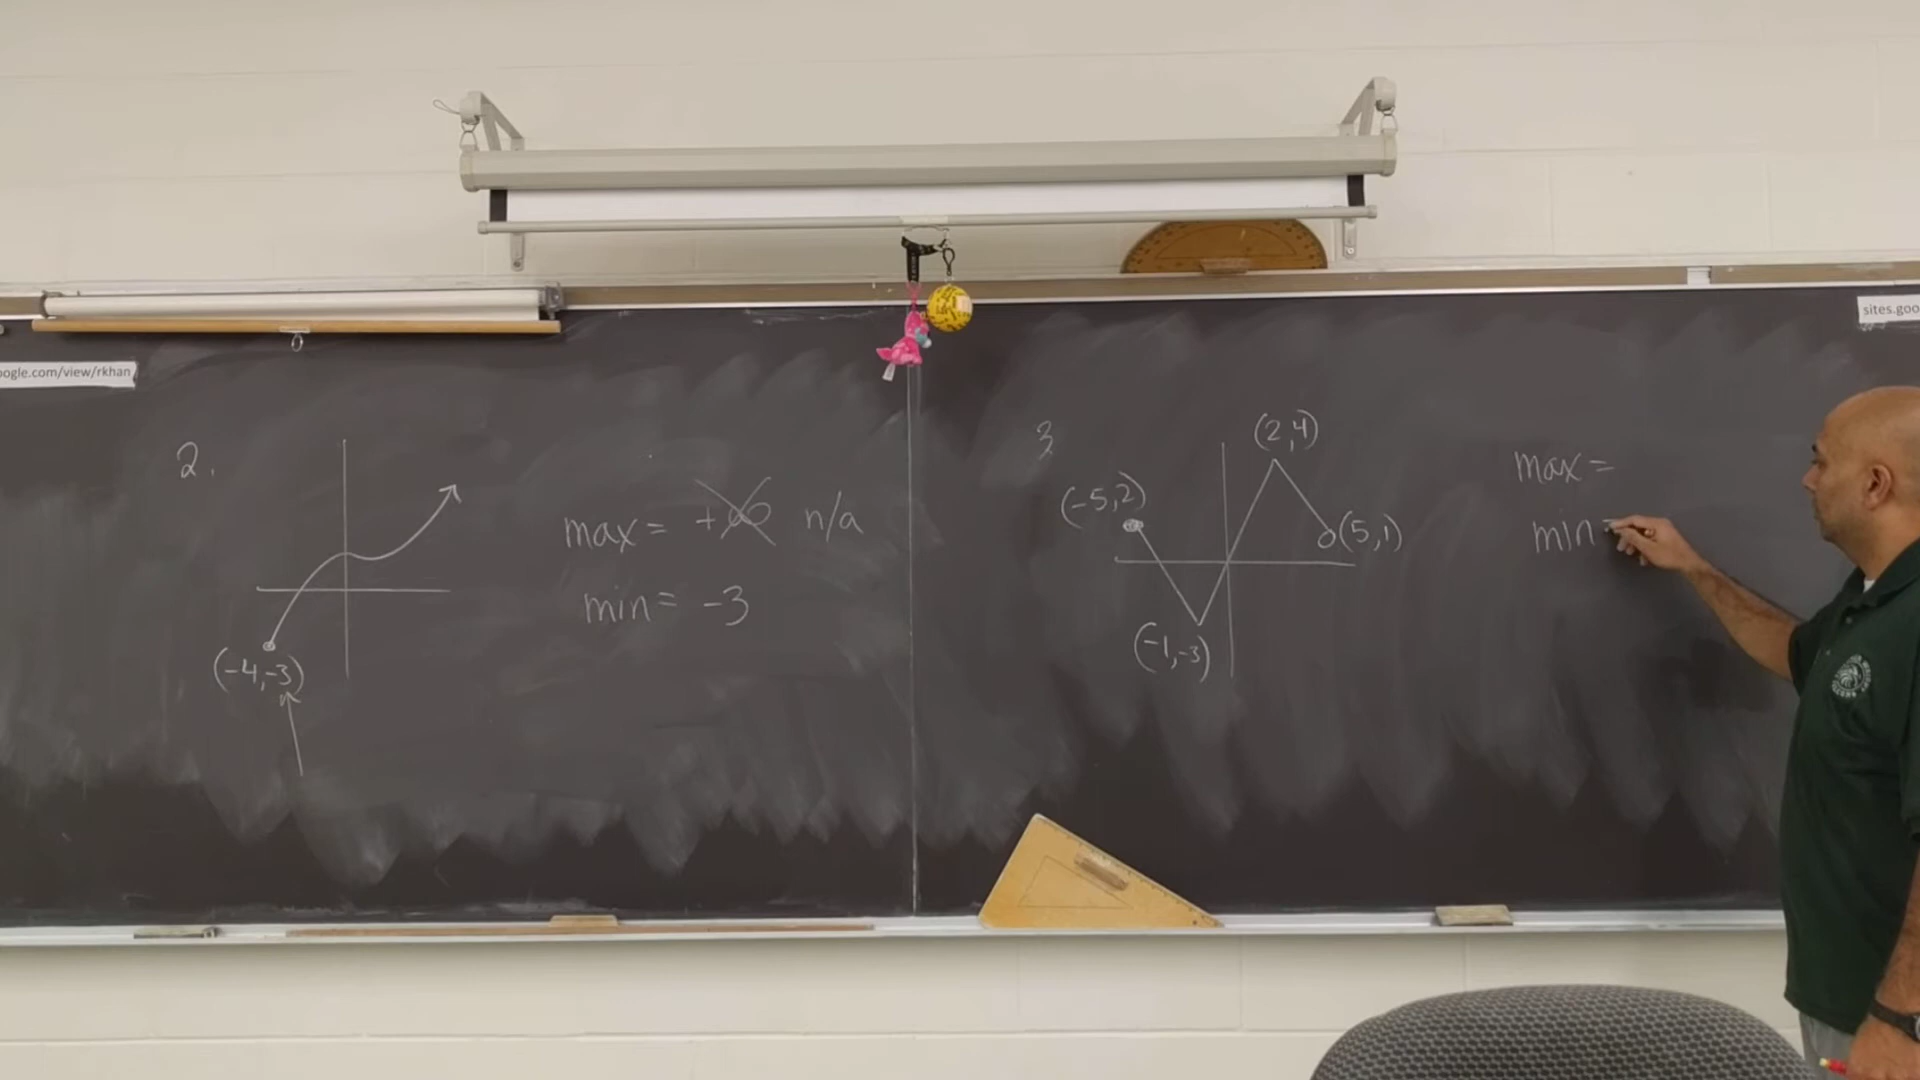 oogle.com/view/rkhan
sites.goo
2.
max = +∞ n/a
min = -3
(-4,-3)
3.
(2,4)
(-5,2)
(5,1)
(-1,-3)
max =
min =